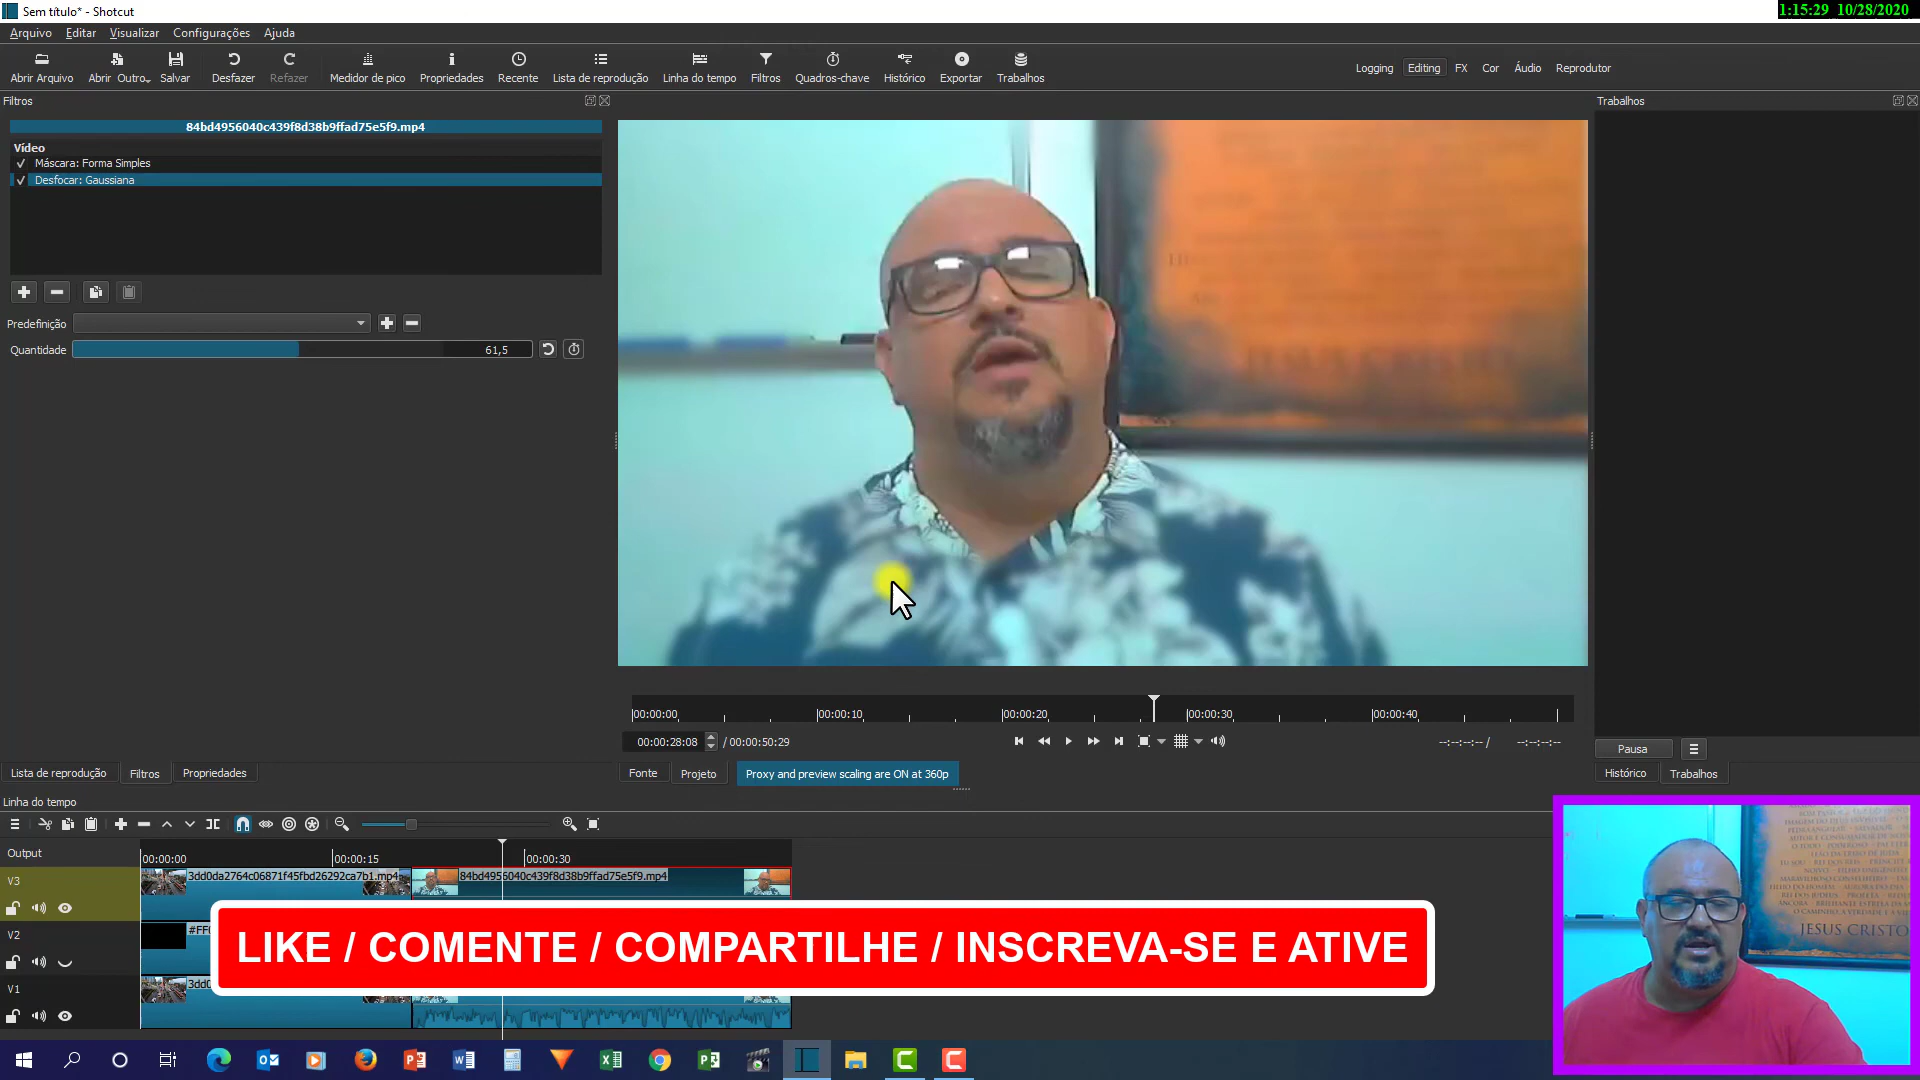 Sem título* - Shotcut
1:15:29 10/28/2020
Arquivo Editar Visualizar Configurações Ajuda
Abrir Arquivo Abrir Outro Salvar Desfazer Refazer Medidor de pico Propriedades Recente Lista de reprodução Linha do tempo Filtros Quadros-chave Histórico Exportar Trabalhos
Logging Editing FX Cor Áudio Reprodutor
Filtros
Trabalhos
84bd4956040c439f8d38b9ffad75e5f9.mp4
Vídeo
Máscara: Forma Simples
Desfocar: Gaussiana
Predefinição
Quantidade 61,5
00:00:00 00:00:10 00:00:20 00:00:30 00:00:40
00:00:28:08 / 00:00:50:29 --:--:--:-- / --:--:--:--
Pausa
Lista de reprodução Filtros Propriedades
Fonte Projeto Proxy and preview scaling are ON at 360p
Histórico Trabalhos
Linha do tempo
Output 00:00:00 00:00:15 00:00:30
V3 3dd0da2764c06871f45fbd26292ca7b1.mp4 84bd4956040c439f8d38b9ffad75e5f9.mp4
V2
V1
LIKE / COMENTE / COMPARTILHE / INSCREVA-SE E ATIVE
JESUS CRISTO